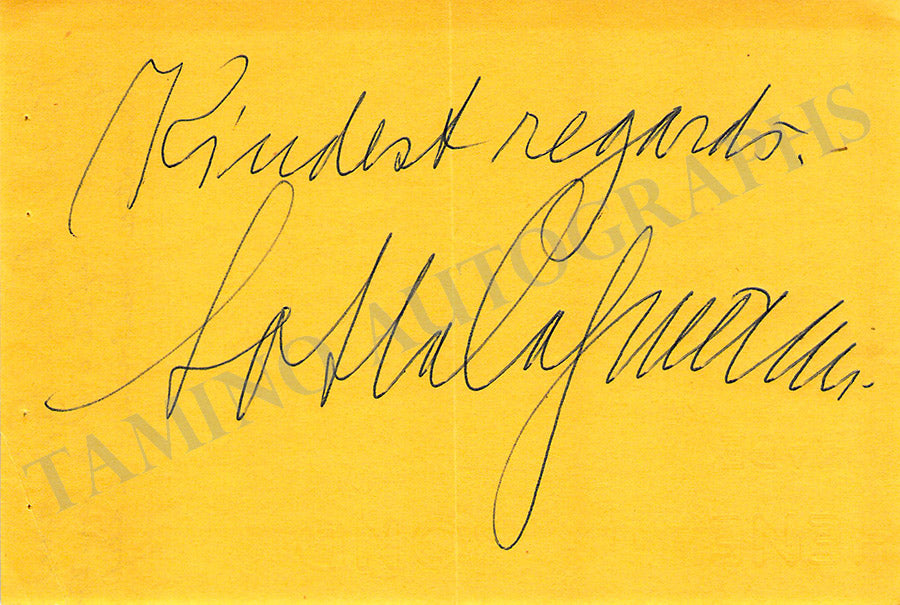 Kindest regards.
Lotte Lehmann.
TAMINO AUTOGRAPHS